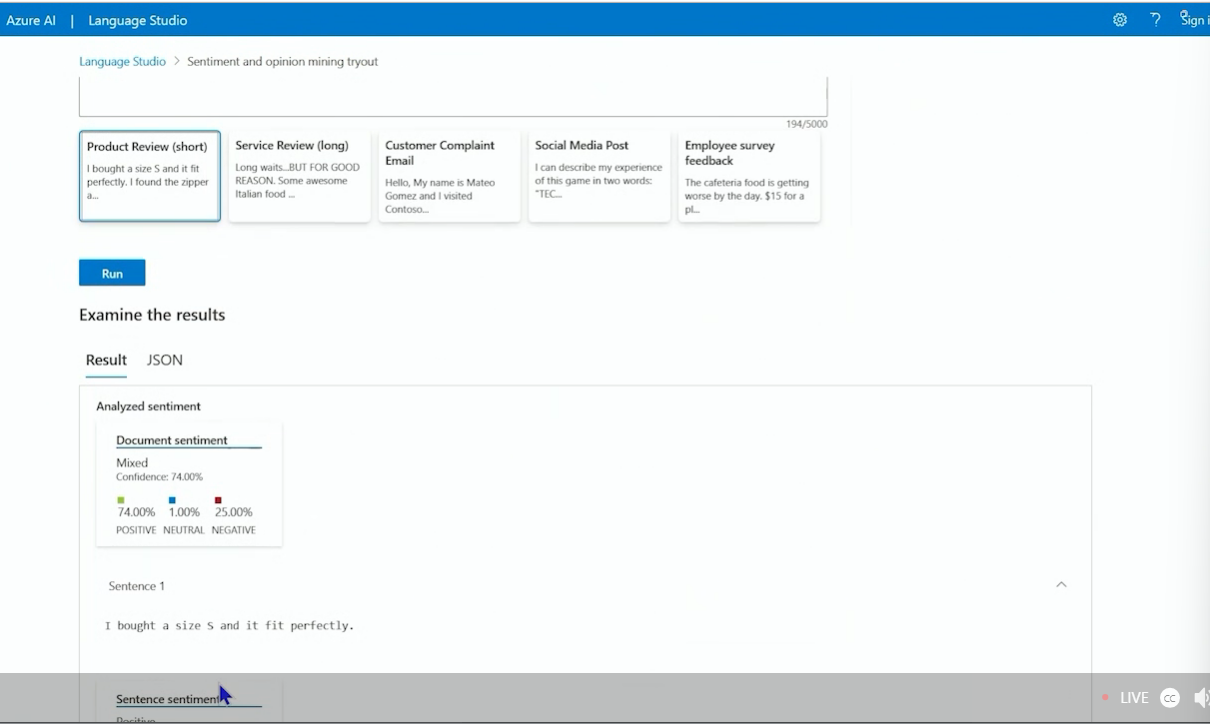 Azure AI | Language Studio
Sign i
Language Studio > Sentiment and opinion mining tryout
194/5000
Product Review (short)
I bought a size S and it fit
perfectly. I found the zipper
a...
Service Review (long)
Long waits...BUT FOR GOOD
REASON. Some awesome
Italian food ...
Customer Complaint
Email
Hello, My name is Mateo
Gomez and I visited
Contoso...
Social Media Post
I can describe my experience
of this game in two words:
"TEC...
Employee survey
feedback
The cafeteria food is getting
worse by the day. $15 for a
pl...
Run
Examine the results
Result JSON
Analyzed sentiment
Document sentiment
Mixed
Confidence: 74.00%
74.00% 1.00% 25.00%
POSITIVE NEUTRAL NEGATIVE
Sentence 1
I bought a size S and it fit perfectly.
Sentence sentiment
Positive
LIVE CC